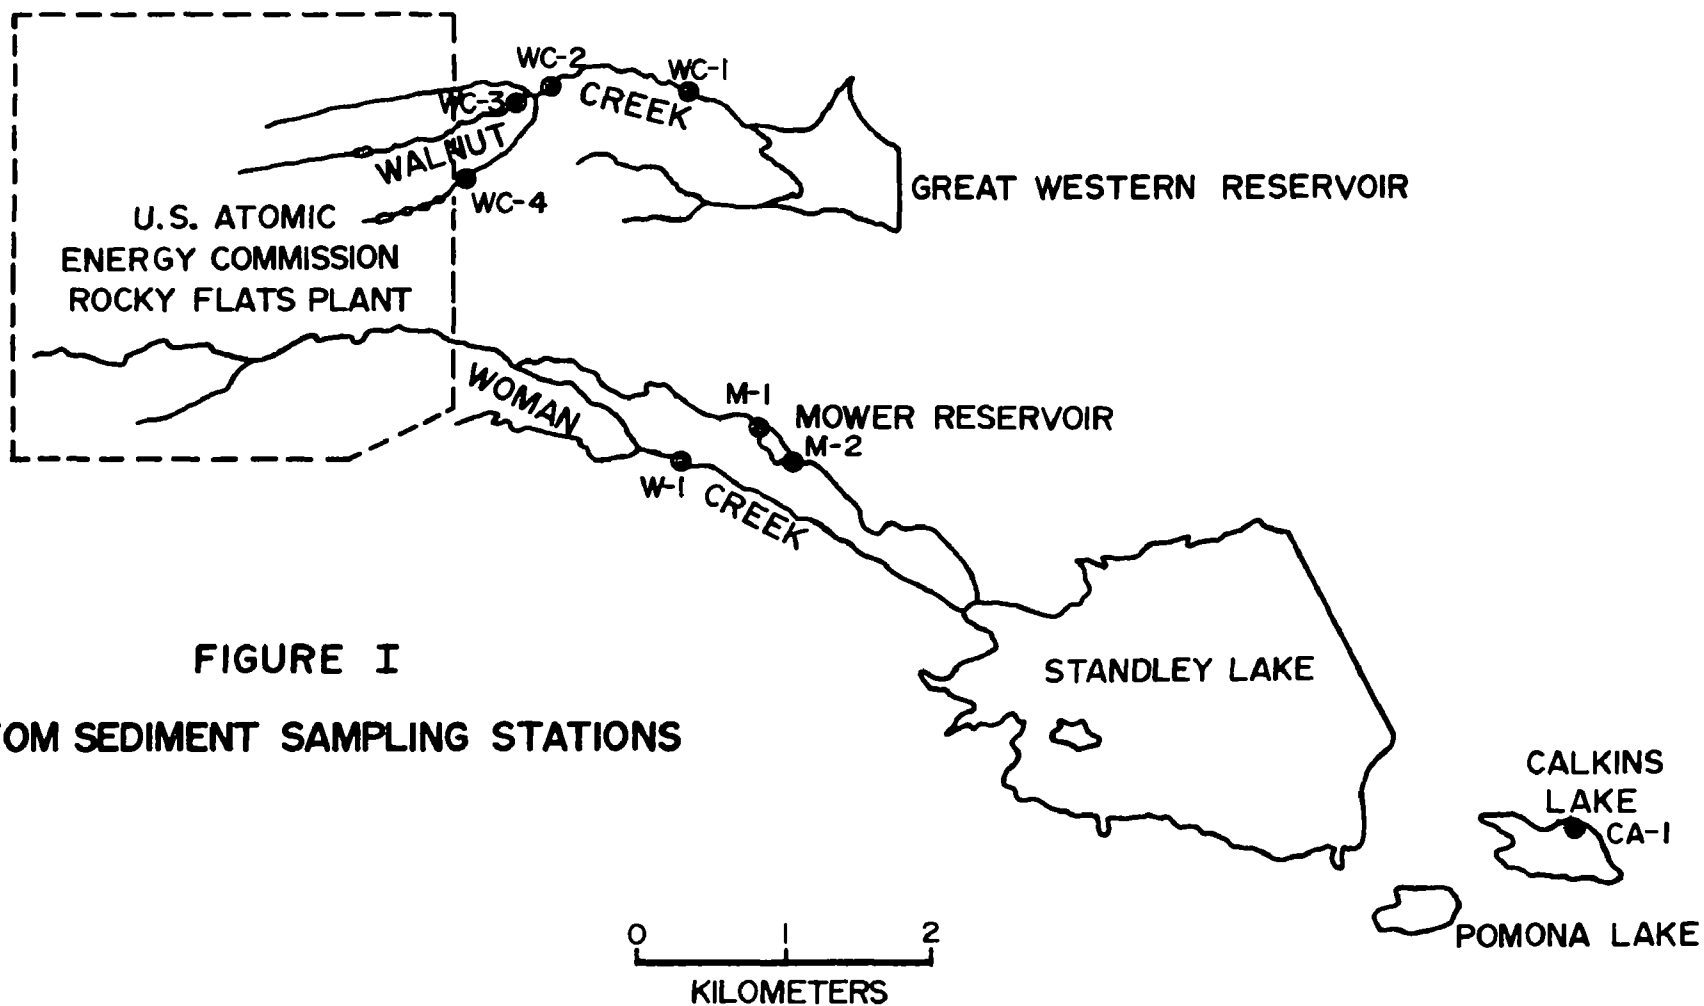 WC-2
WC-1
WC-3
CREEK
WALNUT
WC-4
GREAT WESTERN RESERVOIR
U.S. ATOMIC
ENERGY COMMISSION
ROCKY FLATS PLANT
WOMAN
M-1
MOWER RESERVOIR
M-2
W-1
CREEK
STANDLEY LAKE
FIGURE I
TOM SEDIMENT SAMPLING STATIONS
CALKINS
LAKE
CA-1
POMONA LAKE
0 1 2
KILOMETERS